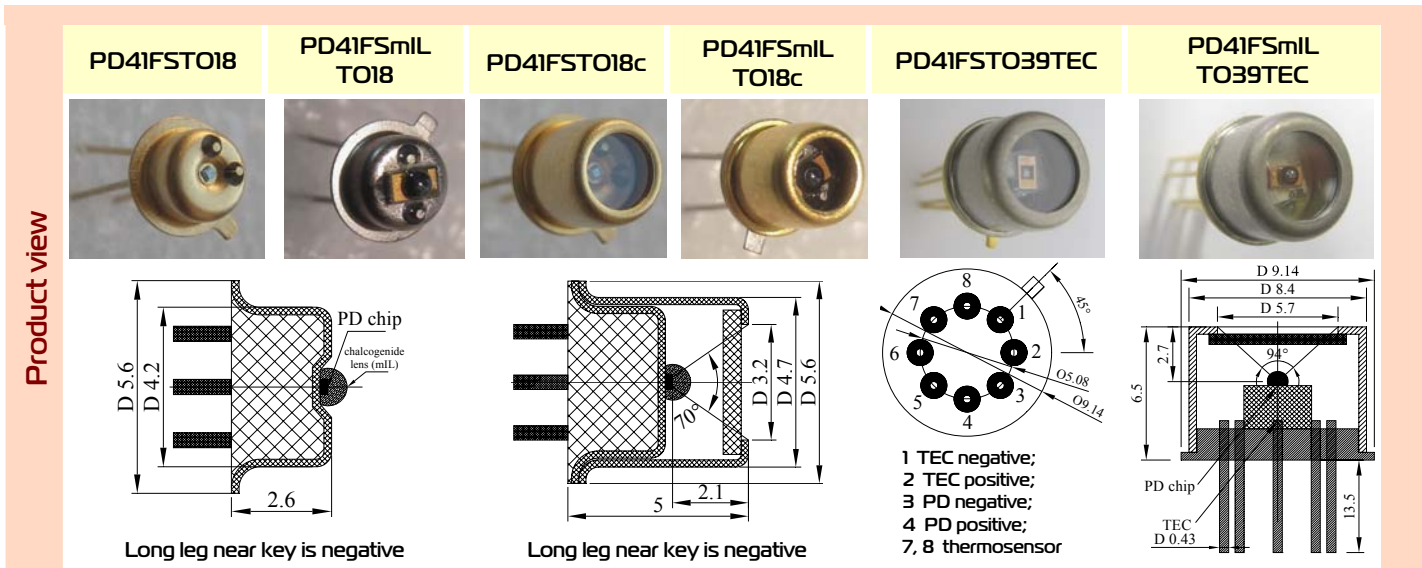 Product view
PD41FSTO18
PD41FSmIL
TO18
PD41FSTO18c
PD41FSmIL
TO18c
PD41FSTO39TEC
PD41FSmIL
TO39TEC
D 5.6
D 4.2
PD chip
chalcogenide
lens (mIL)
2.6
Long leg near key is negative
70°
D 3.2
D 4.7
D 5.6
2.1
5
Long leg near key is negative
8
7
1
45°
6
2
5
3
4
O5.08
O9.14
1 TEC negative;
2 TEC positive;
3 PD negative;
4 PD positive;
7, 8 thermosensor
D 9.14
D 8.4
D 5.7
2.7
94°
6.5
PD chip
TEC
D 0.43
13.5